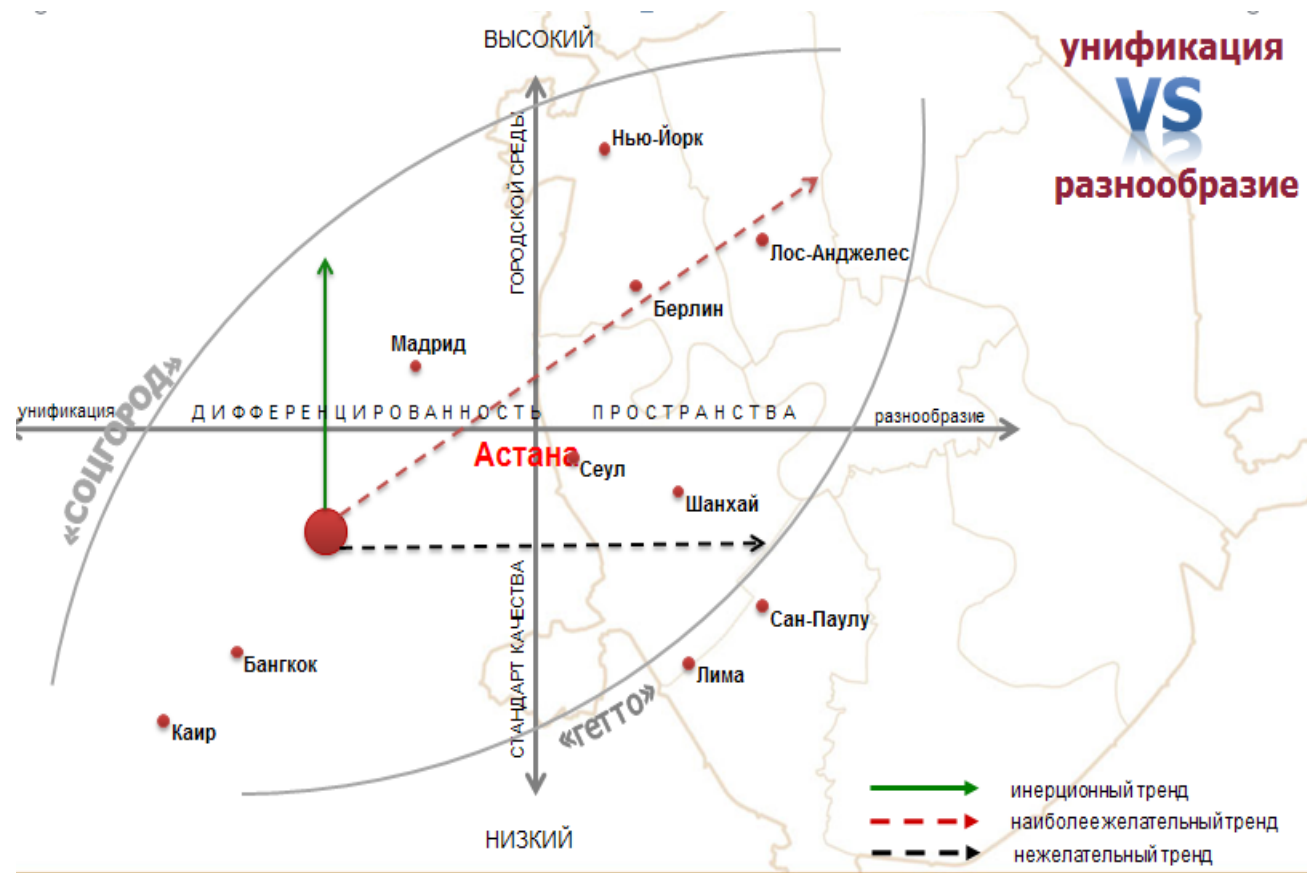 ВЫСОКИЙ
унификация
VS
разнообразие
ГОРОДСКОЙ СРЕДЫ
Нью-Йорк
Лос-Анджелес
Берлин
Мадрид
«СОЦГОРОД»
унификация
ДИФФЕРЕНЦИРОВАННОСТЬ ПРОСТРАНСТВА
разнообразие
Астана
Сеул
Шанхай
СТАНДАРТ КАЧЕСТВА
Сан-Паулу
Бангкок
Лима
Каир
«ГЕТТО»
НИЗКИЙ
инерционный тренд
наиболее желательный тренд
нежелательный тренд